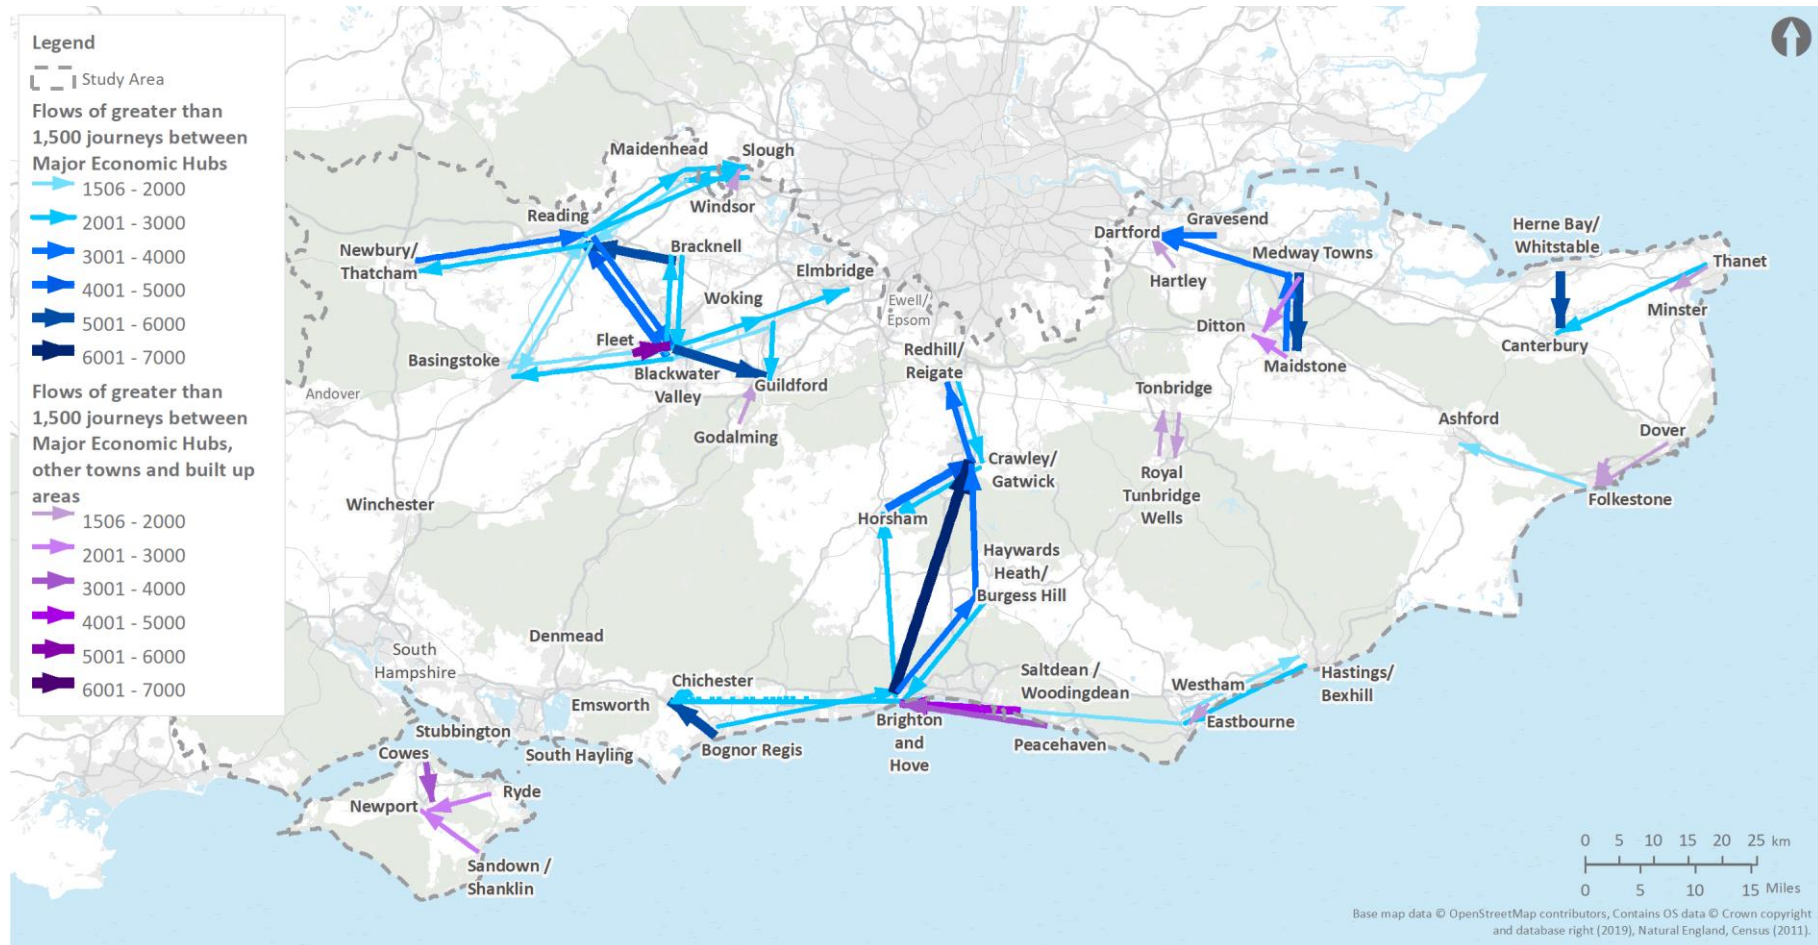 Legend
Study Area
Flows of greater than
1,500 journeys between
Major Economic Hubs
1506 - 2000
2001 - 3000
3001 - 4000
4001 - 5000
5001 - 6000
6001 - 7000
Flows of greater than
1,500 journeys between
Major Economic Hubs,
other towns and built up
areas
1506 - 2000
2001 - 3000
3001 - 4000
4001 - 5000
5001 - 6000
6001 - 7000
Maidenhead
Slough
Windsor
Reading
Newbury/
Thatcham
Bracknell
Elmbridge
Woking
Ewell/
Epsom
Fleet
Basingstoke
Blackwater
Valley
Guildford
Andover
Godalming
Redhill/
Reigate
Dartford
Gravesend
Medway Towns
Hartley
Ditton
Maidstone
Tonbridge
Royal
Tunbridge
Wells
Herne Bay/
Whitstable
Thanet
Minster
Canterbury
Ashford
Dover
Folkestone
Winchester
Crawley/
Gatwick
Horsham
Haywards
Heath/
Burgess Hill
Denmead
South
Hampshire
Chichester
Emsworth
Saltdean /
Woodingdean
Westham
Hastings/
Bexhill
Eastbourne
Brighton
and
Hove
Peacehaven
Bognor Regis
South Hayling
Stubbington
Cowes
Newport
Ryde
Sandown /
Shanklin
0 5 10 15 20 25 km
0 5 10 15 Miles
Base map data © OpenStreetMap contributors, Contains OS data © Crown copyright
and database right (2019), Natural England, Census (2011).